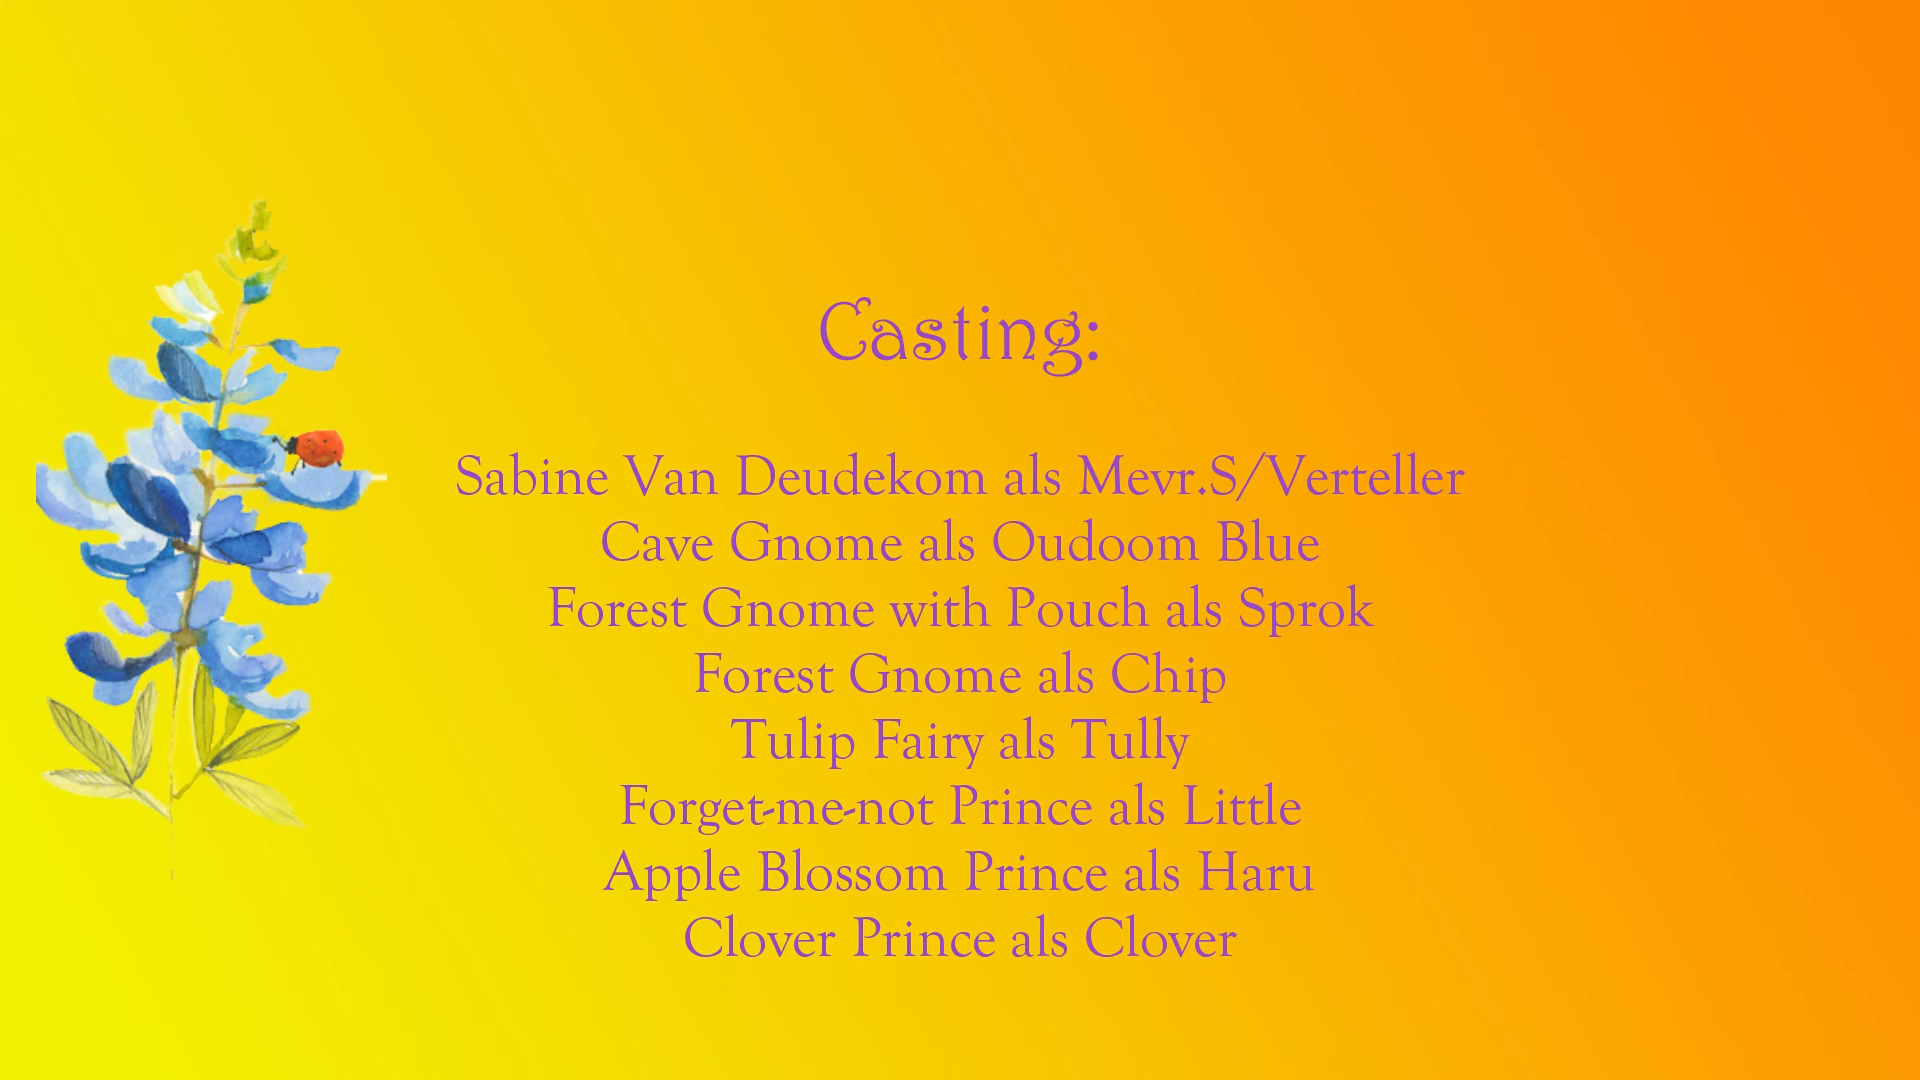 Casting:
Sabine Van Deudekom als Mevr.S/Verteller
Cave Gnome als Oudoom Blue
Forest Gnome with Pouch als Sprok
Forest Gnome als Chip
Tulip Fairy als Tully
Forget-me-not Prince als Little
Apple Blossom Prince als Haru
Clover Prince als Clover